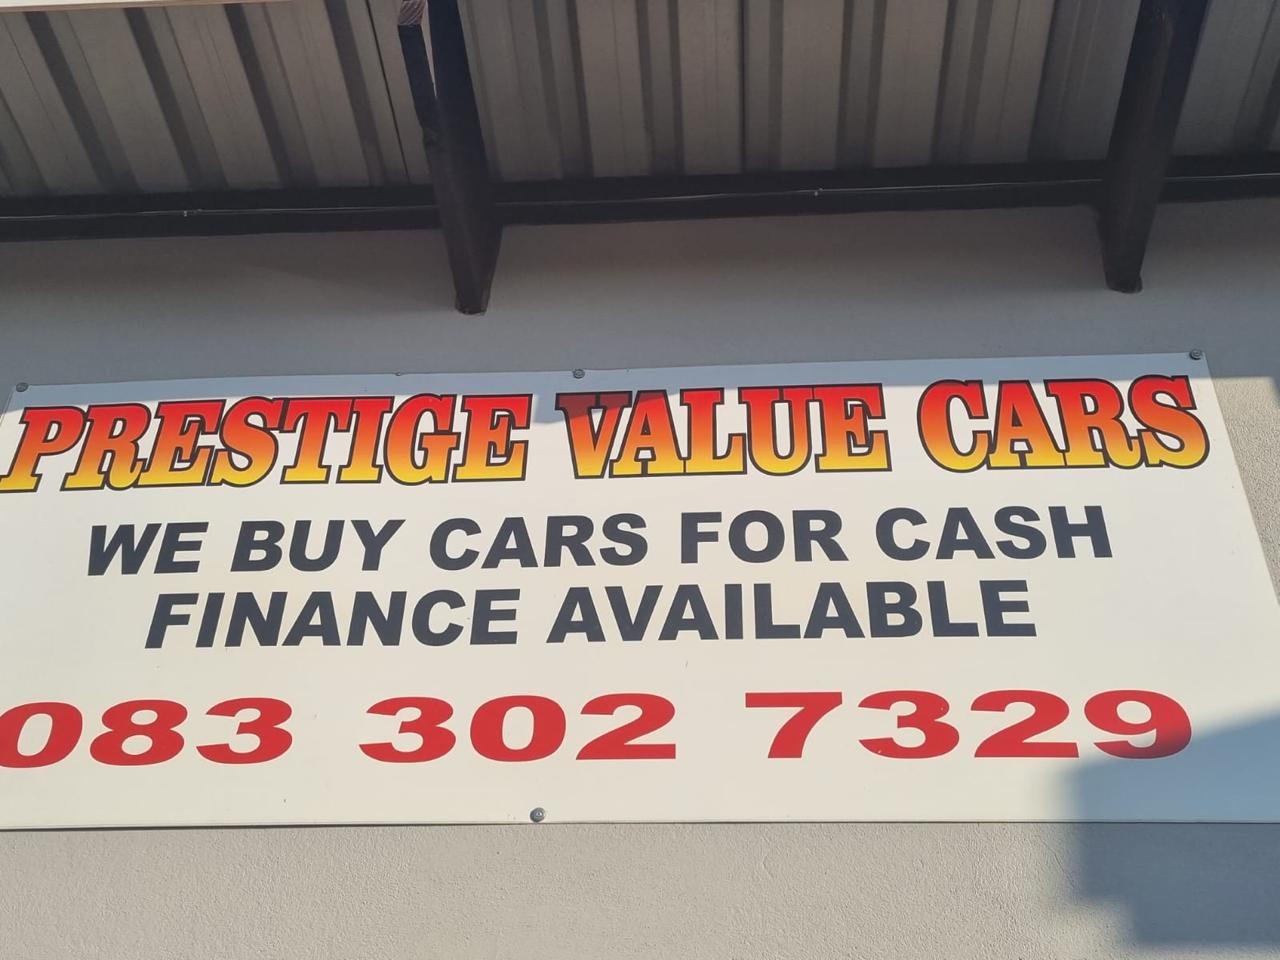 PRESTIGE VALUE CARS
WE BUY CARS FOR CASH
FINANCE AVAILABLE
083 302 7329